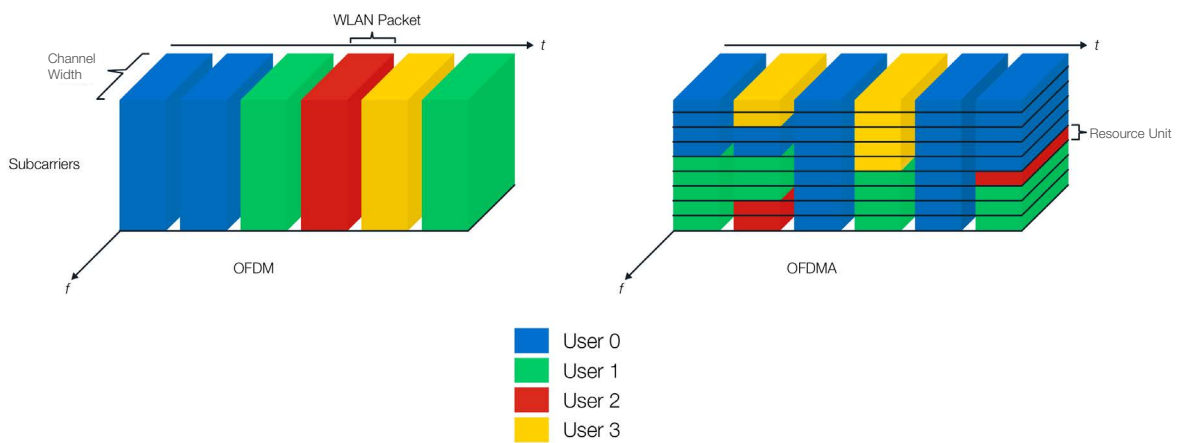 WLAN Packet
t
Channel
Width
Subcarriers
f
OFDM
t
Resource Unit
f
OFDMA
User 0
User 1
User 2
User 3